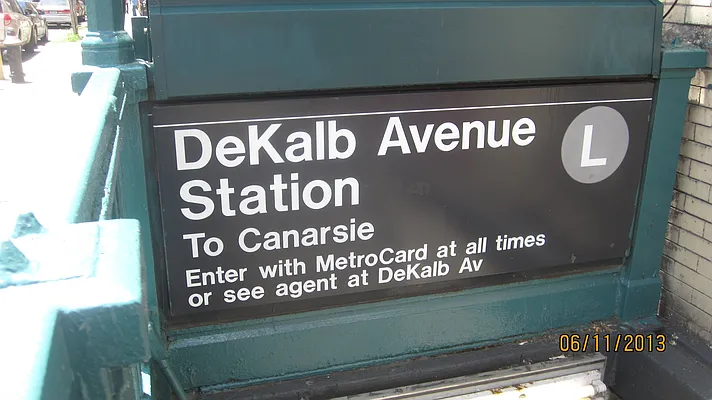 DeKalb Avenue
Station
L
To Canarsie
Enter with MetroCard at all times
or see agent at DeKalb Av
06/11/2013